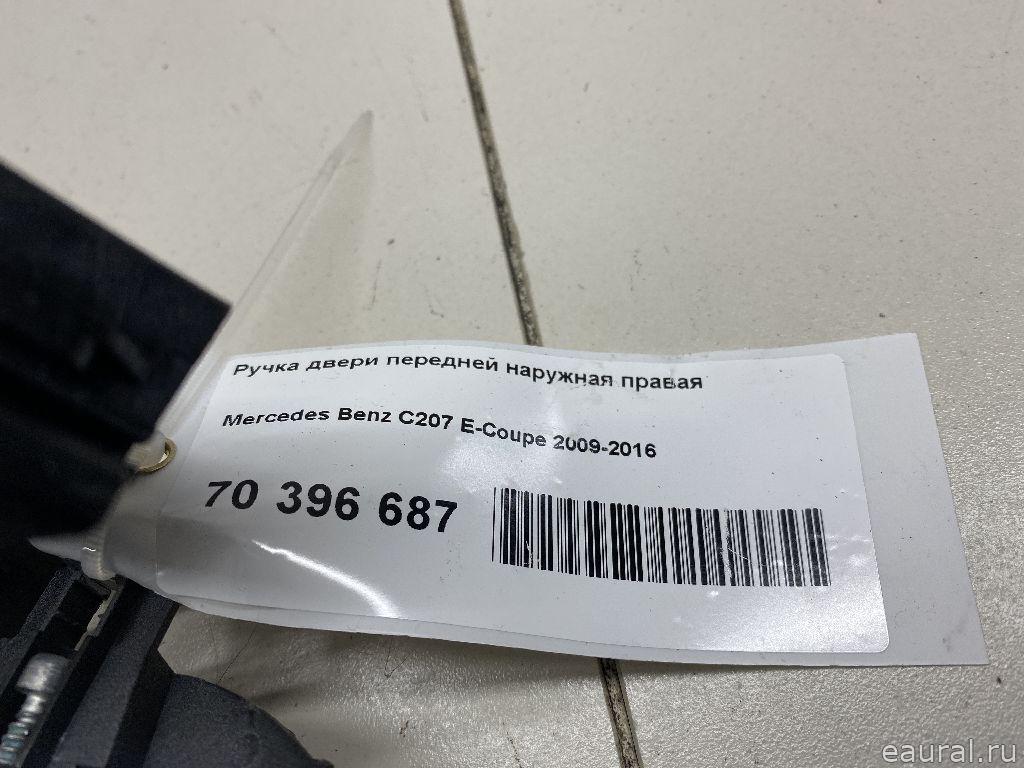 Ручка двери передней наружная правая
Mercedes Benz C207 E-Coupe 2009-2016
70 396 687
eaural.ru